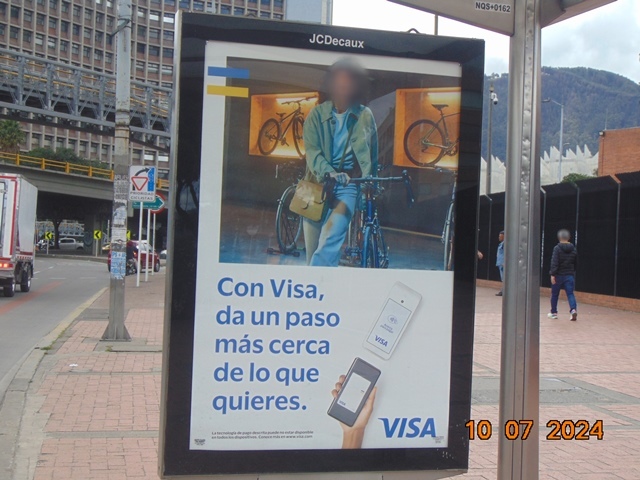 NQS+0162
JCDecaux
Con Visa,
da un paso
más cerca
de lo que
quieres.
VISA
VISA
VISA
10 07 2024